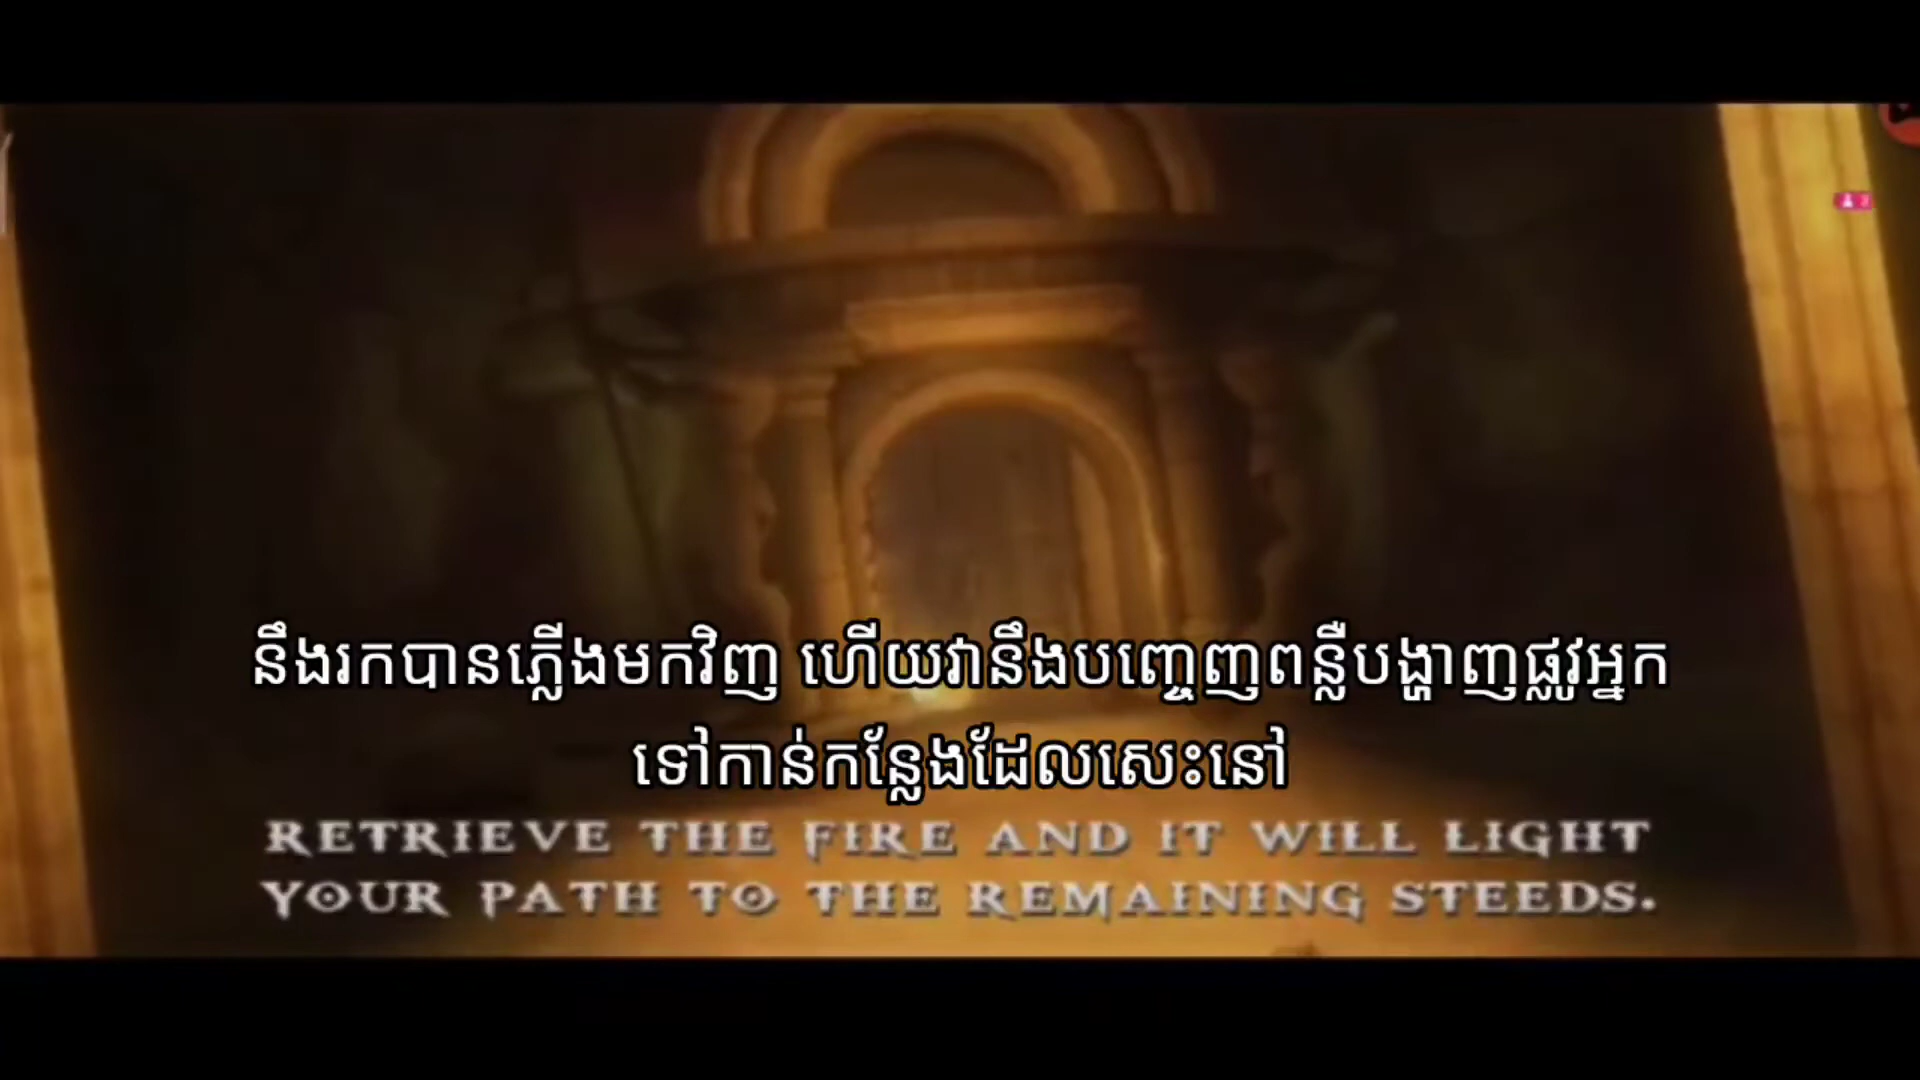 នឹងរកបានភ្លើងមកវិញ ហើយវានឹងបញ្ចេញពន្លឺបង្ហាញផ្លូវអ្នក
ទៅកាន់កន្លែងដែលសេះនៅ
RETRIEVE THE FIRE AND IT WILL LIGHT
YOUR PATH TO THE REMAINING STEEDS.